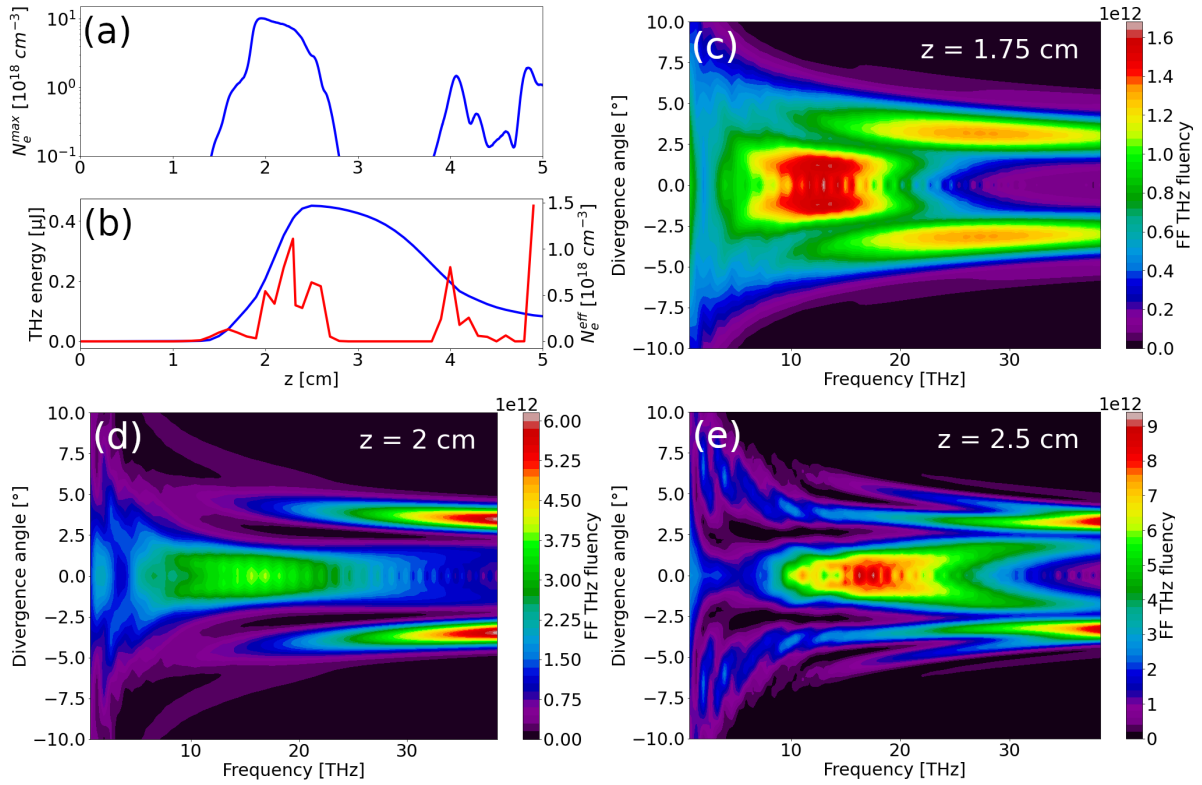 (a)
N_e^max [10^18 cm^−3]
10^1
10^0
10^−1
0 1 2 3 4 5
(b)
THz energy [μJ]
0.4
0.2
0.0
N_e^eff [10^18 cm^−3]
1.5
1.0
0.5
0.0
0 1 2 3 4 5
z [cm]
(c)
z = 1.75 cm
Divergence angle [°]
10.0
7.5
5.0
2.5
0.0
−2.5
−5.0
−7.5
−10.0
10 20 30
Frequency [THz]
1e12
1.6
1.4
1.2
1.0
0.8
0.6
0.4
0.2
0.0
FF THz fluency
(d)
z = 2 cm
Divergence angle [°]
10.0
7.5
5.0
2.5
0.0
−2.5
−5.0
−7.5
−10.0
10 20 30
Frequency [THz]
1e12
6.00
5.25
4.50
3.75
3.00
2.25
1.50
0.75
0.00
FF THz fluency
(e)
z = 2.5 cm
Divergence angle [°]
10.0
7.5
5.0
2.5
0.0
−2.5
−5.0
−7.5
−10.0
10 20 30
Frequency [THz]
1e12
9
8
7
6
5
4
3
2
1
0
FF THz fluency